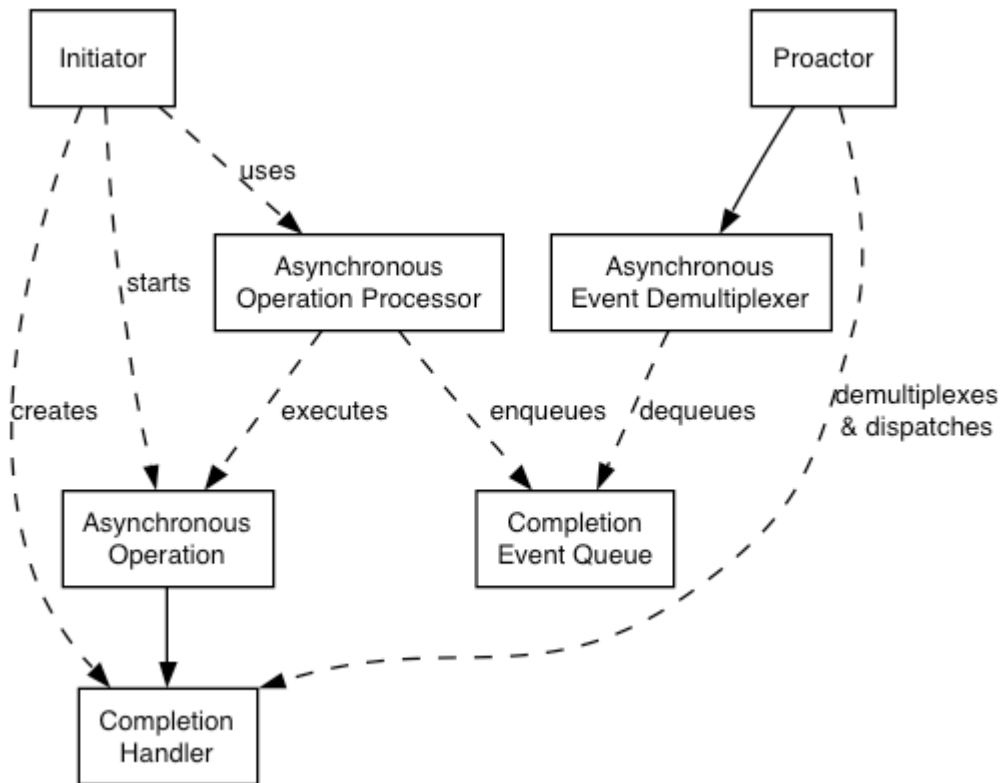 Initiator
Proactor
uses
Asynchronous
Operation Processor
Asynchronous
Event Demultiplexer
starts
creates
executes
enqueues
dequeues
demultiplexes
& dispatches
Asynchronous
Operation
Completion
Event Queue
Completion
Handler